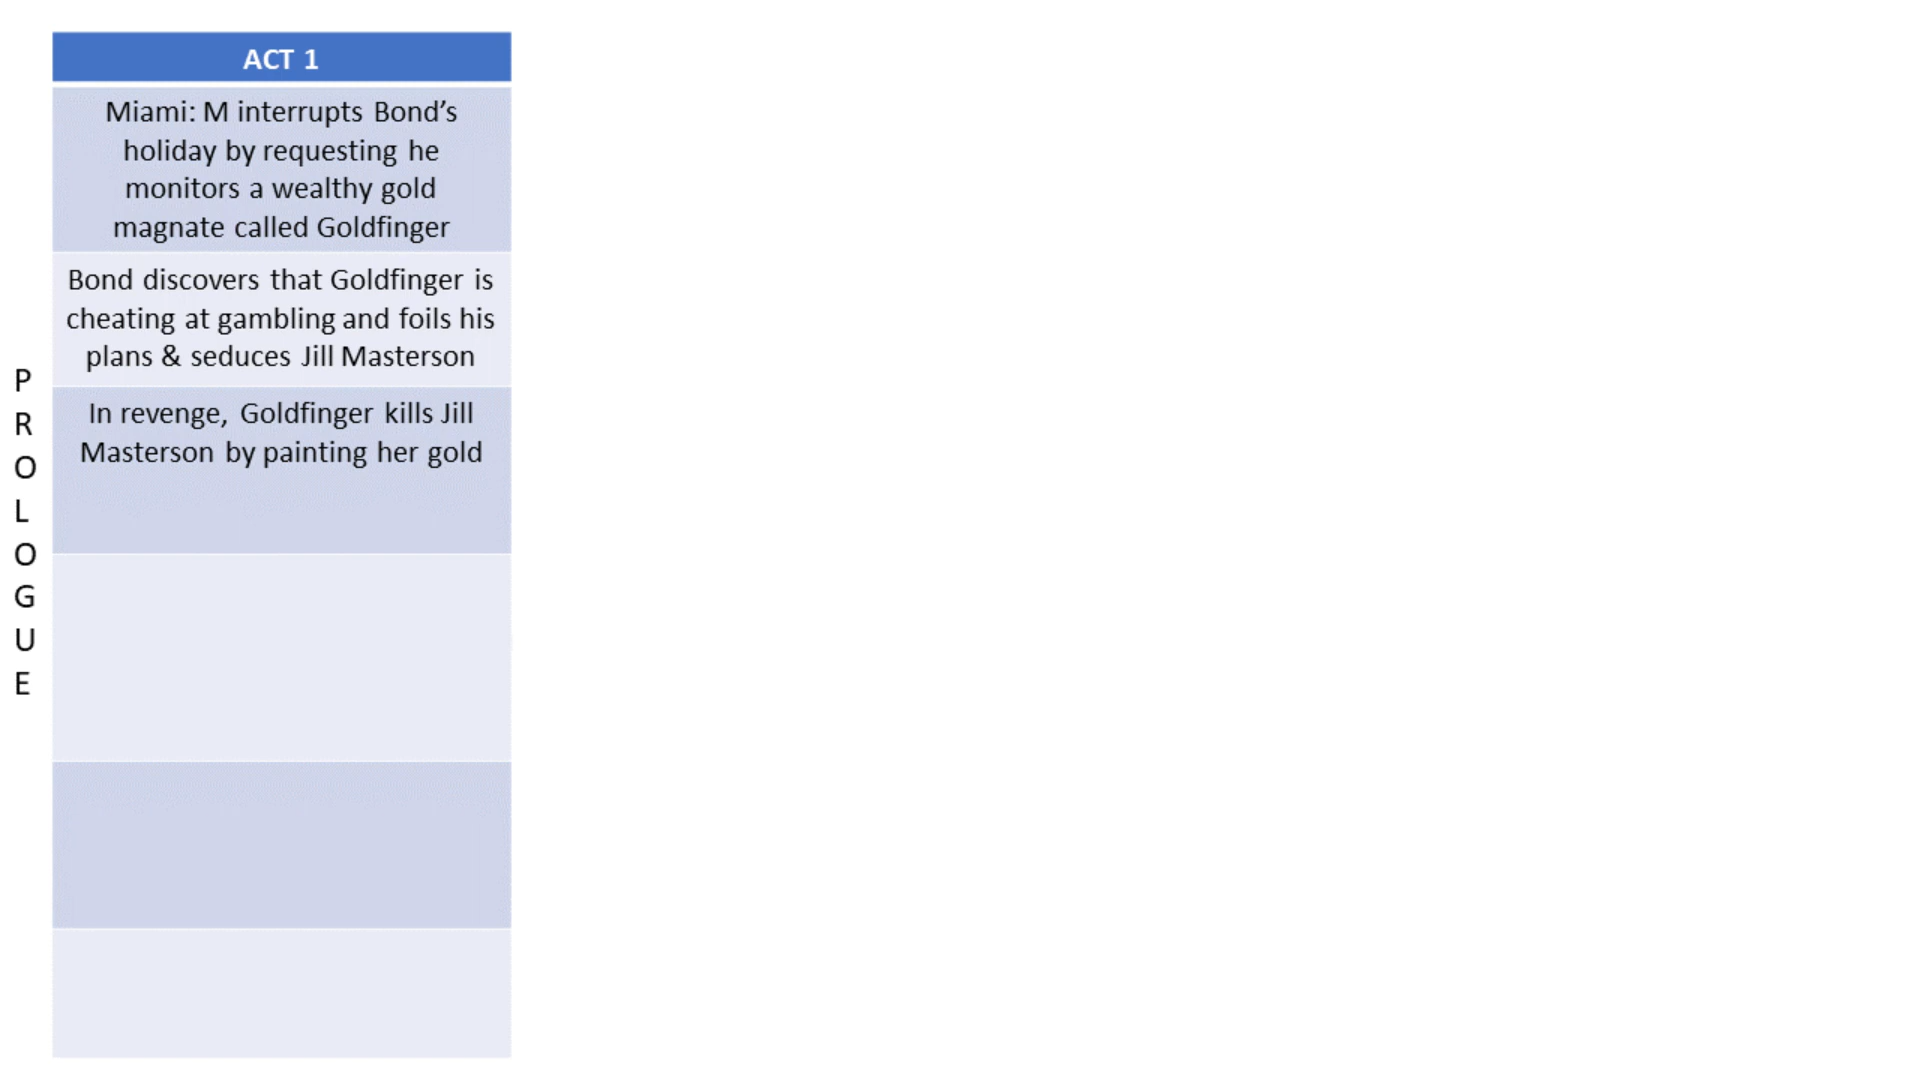 ACT 1
Miami: M interrupts Bond’s
holiday by requesting he
monitors a wealthy gold
magnate called Goldfinger
Bond discovers that Goldfinger is
cheating at gambling and foils his
plans & seduces Jill Masterson
In revenge, Goldfinger kills Jill
Masterson by painting her gold
P
R
O
L
O
G
U
E